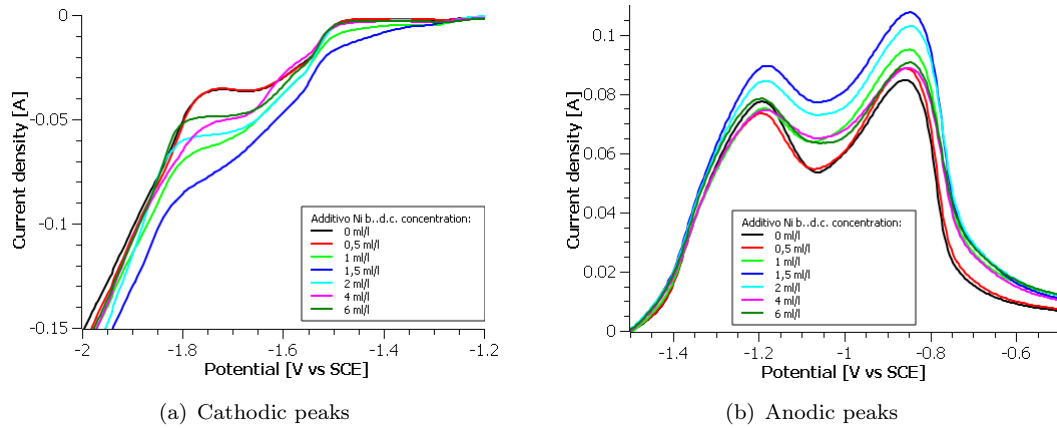 0
-0.05
-0.1
-0.15
-2
-1.8
-1.6
-1.4
-1.2
Current density [A]
Potential [V vs SCE]
Additivo Ni b..d.c. concentration:
0 ml/l
0,5 ml/l
1 ml/l
1,5 ml/l
2 ml/l
4 ml/l
6 ml/l
(a) Cathodic peaks
0.1
0.08
0.06
0.04
0.02
0
-1.4
-1.2
-1
-0.8
-0.6
Current density [A]
Potential [V vs SCE]
Additivo Ni b..d.c. concentration:
0 ml/l
0,5 ml/l
1 ml/l
1,5 ml/l
2 ml/l
4 ml/l
6 ml/l
(b) Anodic peaks